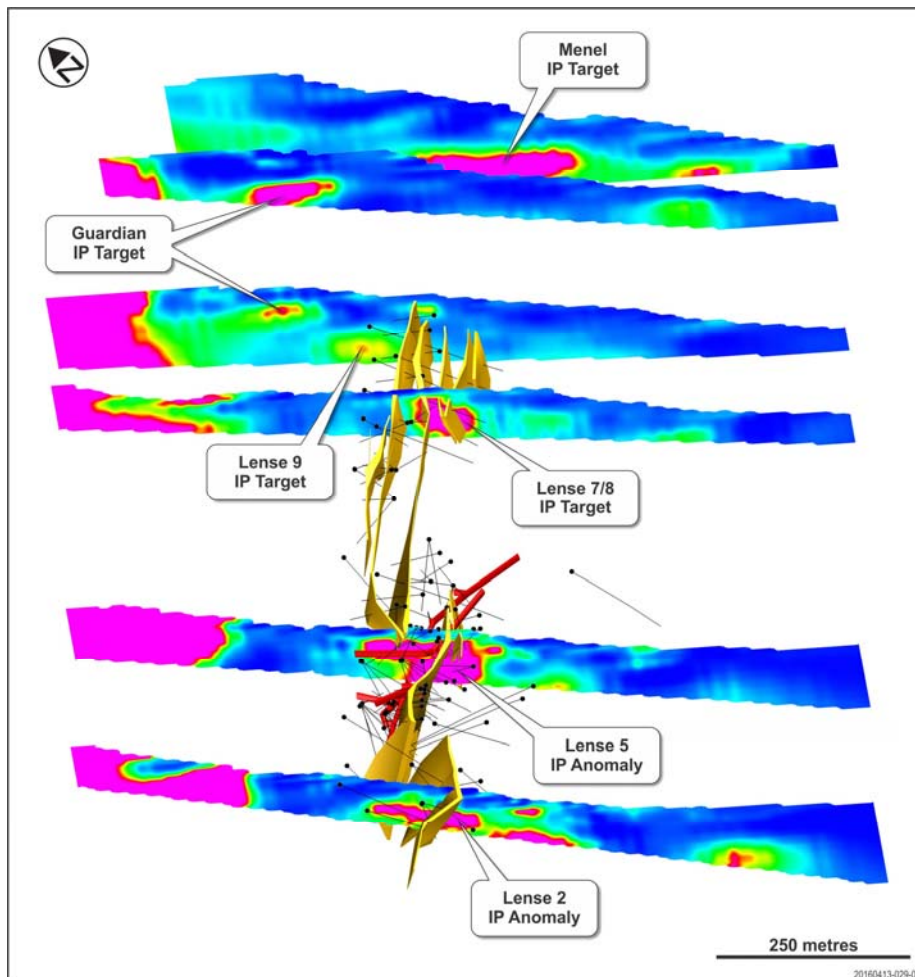 N
Menel
IP Target
Guardian
IP Target
Lense 9
IP Target
Lense 7/8
IP Target
Lense 5
IP Anomaly
Lense 2
IP Anomaly
250 metres